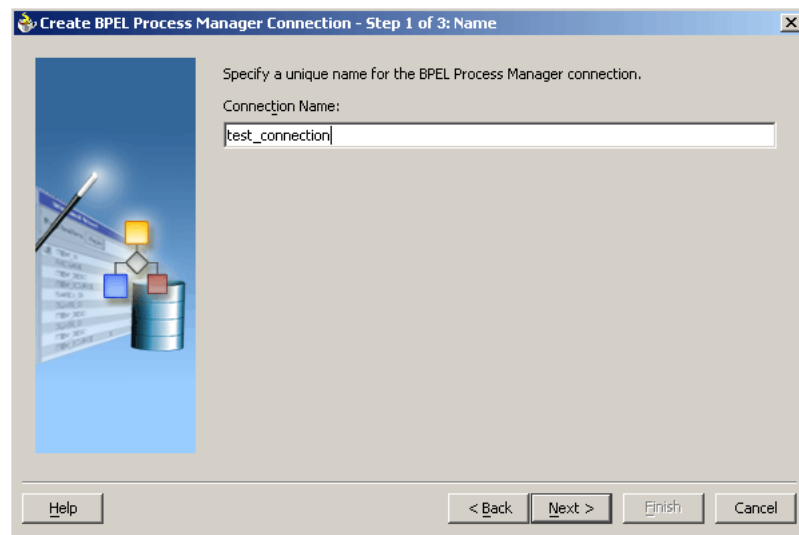 Create BPEL Process Manager Connection - Step 1 of 3: Name
Specify a unique name for the BPEL Process Manager connection.
Connection Name:
test_connection
Help
< Back
Next >
Finish
Cancel